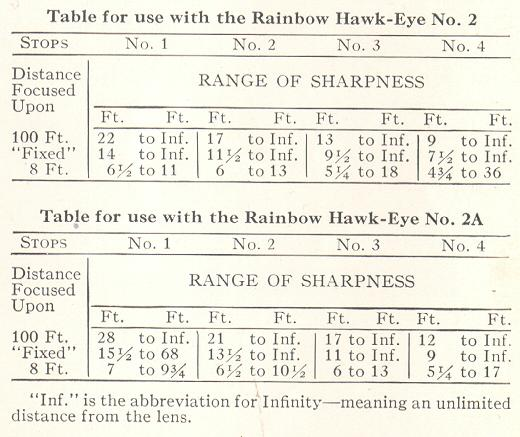 Table for use with the Rainbow Hawk-Eye No. 2
STOPS No. 1 No. 2 No. 3 No. 4
Distance
Focused
Upon
RANGE OF SHARPNESS
Ft. Ft. Ft. Ft. Ft. Ft. Ft. Ft.
100 Ft. 22 to Inf. 17 to Inf. 13 to Inf. 9 to Inf.
"Fixed" 14 to Inf. 11½ to Inf. 9½ to Inf. 7½ to Inf.
8 Ft. 6½ to 11 6 to 13 5¼ to 18 4¾ to 36
Table for use with the Rainbow Hawk-Eye No. 2A
STOPS No. 1 No. 2 No. 3 No. 4
Distance
Focused
Upon
RANGE OF SHARPNESS
Ft. Ft. Ft. Ft. Ft. Ft. Ft. Ft.
100 Ft. 28 to Inf. 21 to Inf. 17 to Inf. 12 to Inf.
"Fixed" 15½ to 68 13½ to Inf. 11 to Inf. 9 to Inf.
8 Ft. 7 to 9¾ 6½ to 10½ 6 to 13 5¼ to 17
"Inf." is the abbreviation for Infinity—meaning an unlimited
distance from the lens.